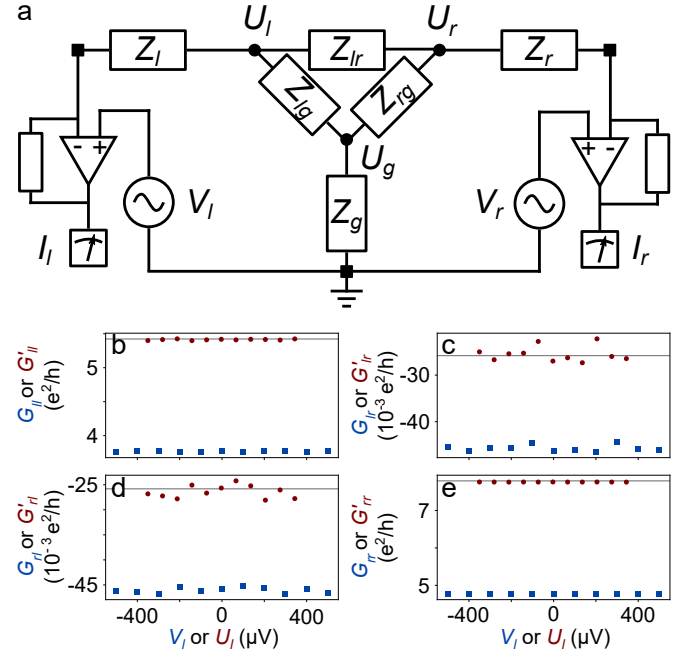 a
U_l
U_r
Z_l
Z_lr
Z_r
Z_lg
Z_rg
U_g
- +
+ -
V_l
Z_g
V_r
I_l
I_r
b
G_ll or G'_ll
(e²/h)
5
4
c
G_lr or G'_lr
(10⁻³ e²/h)
-30
-40
d
G_rl or G'_rl
(10⁻³ e²/h)
-25
-45
-400 0 400
V_l or U_l (µV)
e
G_rr or G'_rr
(e²/h)
7
5
-400 0 400
V_l or U_l (µV)